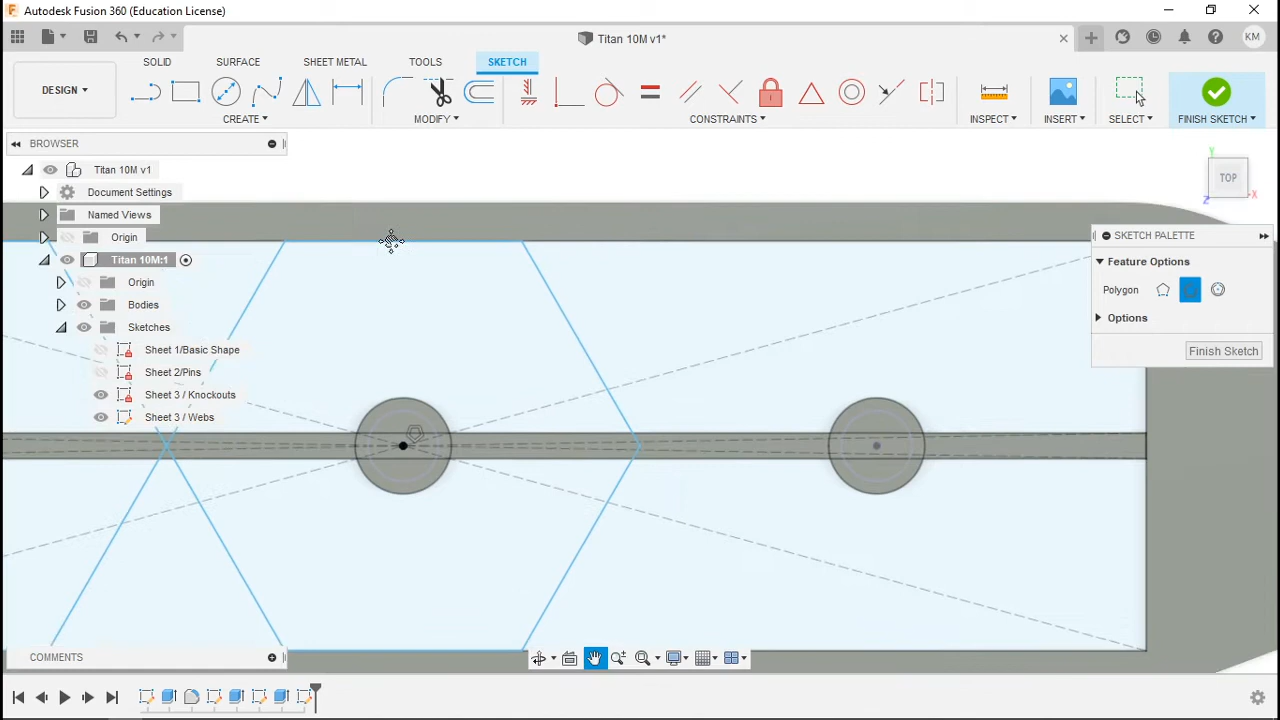 Autodesk Fusion 360 (Education License)
Titan 10M v1*
KM
DESIGN
SOLID
SURFACE
SHEET METAL
TOOLS
SKETCH
CREATE
MODIFY
CONSTRAINTS
INSPECT
INSERT
SELECT
FINISH SKETCH
BROWSER
Titan 10M v1
Document Settings
Named Views
Origin
Titan 10M:1
Origin
Bodies
Sketches
Sheet 1/Basic Shape
Sheet 2/Pins
Sheet 3 / Knockouts
Sheet 3 / Webs
Y
TOP
Z
X
SKETCH PALETTE
Feature Options
Polygon
Options
Finish Sketch
COMMENTS